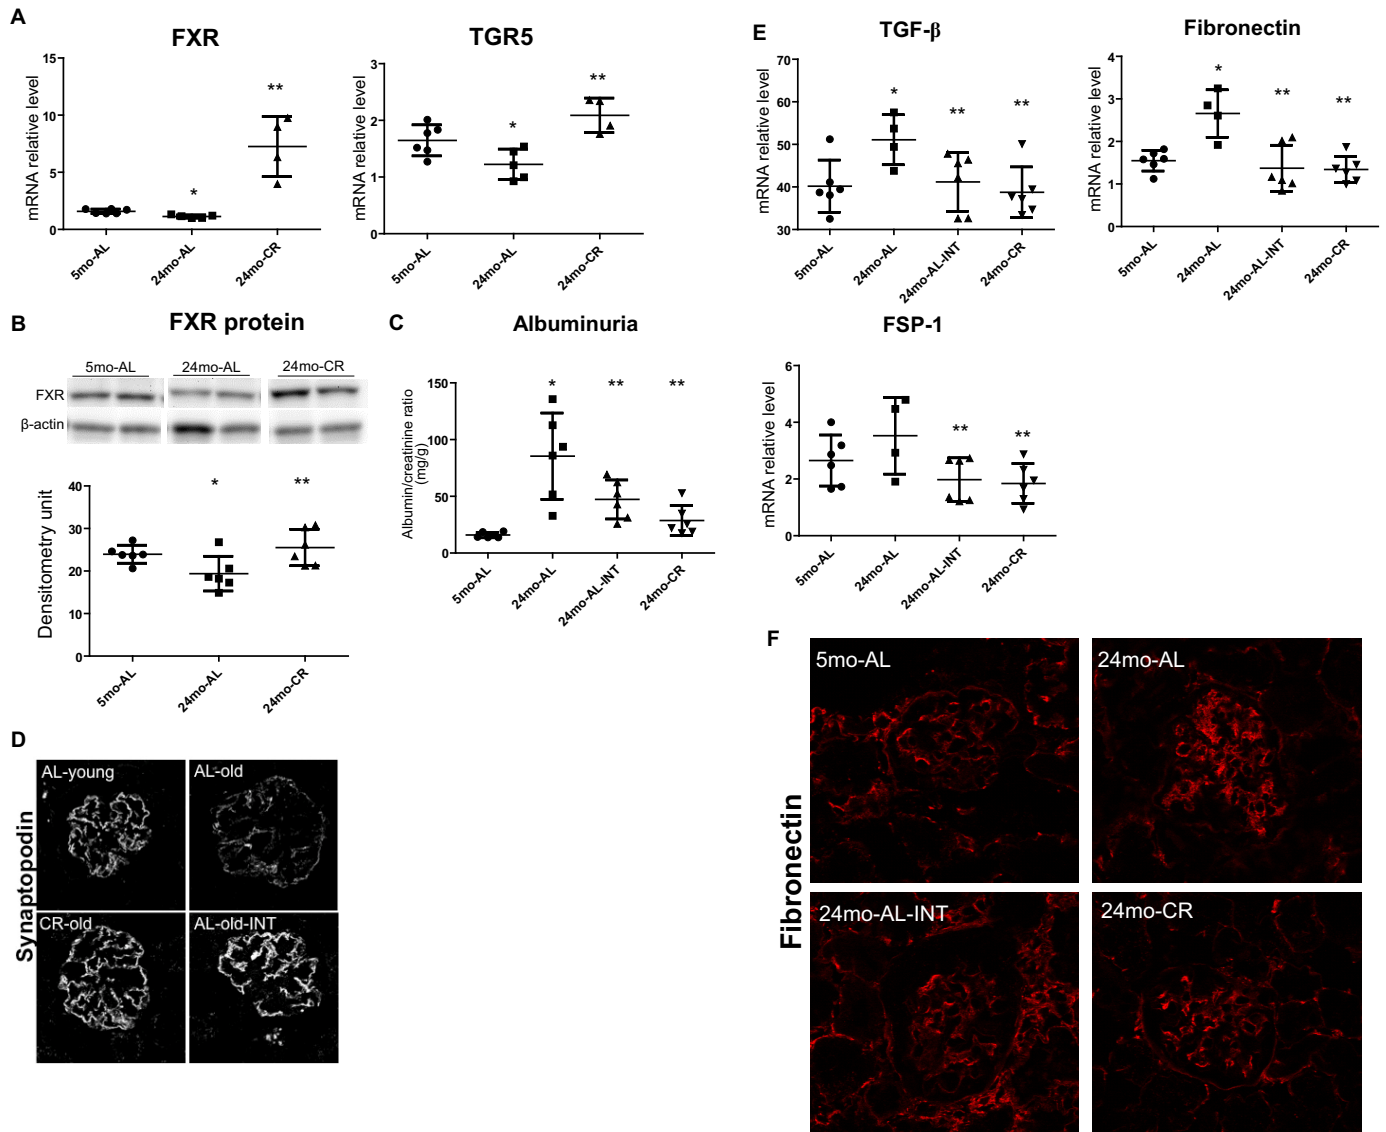 A
FXR
mRNA relative level
15
10
5
0
5mo-AL
24mo-AL
24mo-CR
*
**
TGR5
mRNA relative level
3
2
1
0
5mo-AL
24mo-AL
24mo-CR
*
**
B
FXR protein
5mo-AL
24mo-AL
24mo-CR
FXR
β-actin
Densitometry unit
40
30
20
10
0
5mo-AL
24mo-AL
24mo-CR
*
**
C
Albuminuria
Albumin/creatinine ratio
(mg/g)
150
100
50
0
5mo-AL
24mo-AL
24mo-AL-INT
24mo-CR
*
**
**
D
Synaptopodin
AL-young
AL-old
CR-old
AL-old-INT
E
TGF-β
mRNA relative level
70
60
50
40
30
5mo-AL
24mo-AL
24mo-AL-INT
24mo-CR
*
**
**
Fibronectin
mRNA relative level
4
3
2
1
0
5mo-AL
24mo-AL
24mo-AL-INT
24mo-CR
*
**
**
FSP-1
mRNA relative level
6
4
2
0
5mo-AL
24mo-AL
24mo-AL-INT
24mo-CR
**
**
F
Fibronectin
5mo-AL
24mo-AL
24mo-AL-INT
24mo-CR